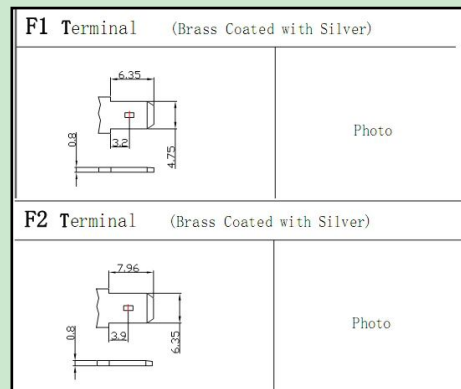 F1 Terminal (Brass Coated with Silver)
6.35
3.2
4.75
0.8
Photo
F2 Terminal (Brass Coated with Silver)
7.96
3.9
6.35
0.8
Photo